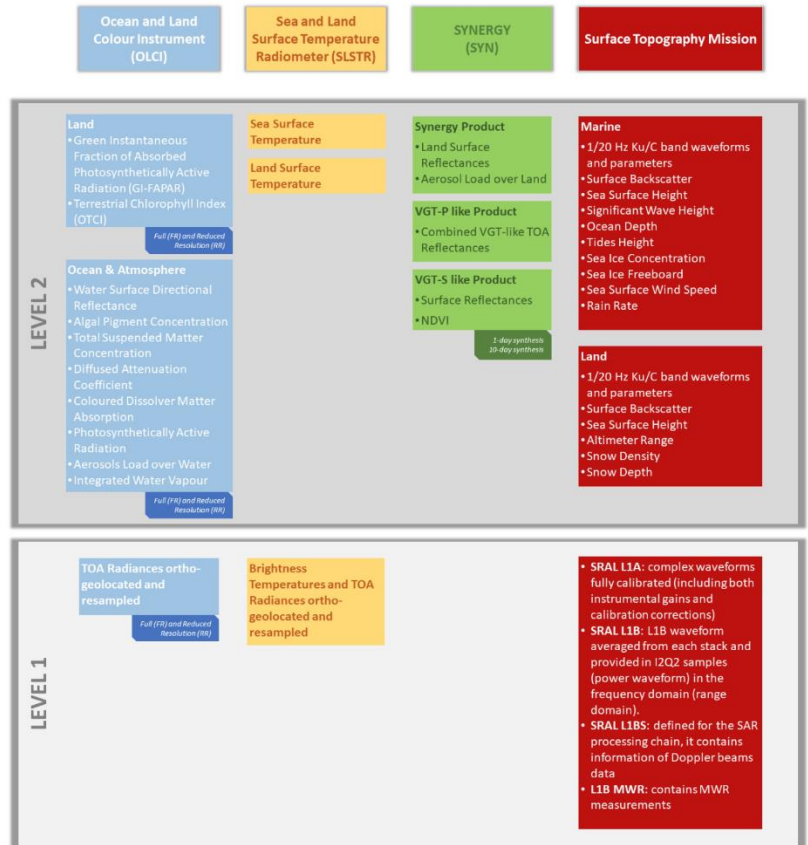 Ocean and Land
Colour Instrument
(OLCI)
Sea and Land
Surface Temperature
Radiometer (SLSTR)
SYNERGY
(SYN)
Surface Topography Mission
LEVEL 2
Land
•Green Instantaneous
Fraction of Absorbed
Photosynthetically Active
Radiation (GI-FAPAR)
•Terrestrial Chlorophyll Index
(OTCI)
Full (FR) and Reduced
Resolution (RR)
Ocean & Atmosphere
•Water Surface Directional
Reflectance
•Algal Pigment Concentration
•Total Suspended Matter
Concentration
•Diffused Attenuation
Coefficient
•Coloured Dissolver Matter
Absorption
•Photosynthetically Active
Radiation
•Aerosols Load over Water
•Integrated Water Vapour
Full (FR) and Reduced
Resolution (RR)
Sea Surface
Temperature
Land Surface
Temperature
Synergy Product
•Land Surface
Reflectances
•Aerosol Load over Land
VGT-P like Product
•Combined VGT-like TOA
Reflectances
VGT-S like Product
•Surface Reflectances
•NDVI
1-day synthesis
10-day synthesis
Marine
•1/20 Hz Ku/C band waveforms
and parameters
•Surface Backscatter
•Sea Surface Height
•Significant Wave Height
•Ocean Depth
•Tides Height
•Sea Ice Concentration
•Sea Ice Freeboard
•Sea Surface Wind Speed
•Rain Rate
Land
•1/20 Hz Ku/C band waveforms
and parameters
•Surface Backscatter
•Sea Surface Height
•Altimeter Range
•Snow Density
•Snow Depth
LEVEL 1
TOA Radiances ortho-
geolocated and
resampled
Full (FR) and Reduced
Resolution (RR)
Brightness
Temperatures and TOA
Radiances ortho-
geolocated and
resampled
• SRAL L1A: complex waveforms
fully calibrated (including both
instrumental gains and
calibration corrections)
• SRAL L1B: L1B waveform
averaged from each stack and
provided in I2Q2 samples
(power waveform) in the
frequency domain (range
domain).
• SRAL L1BS: defined for the SAR
processing chain, it contains
information of Doppler beams
data
• L1B MWR: contains MWR
measurements